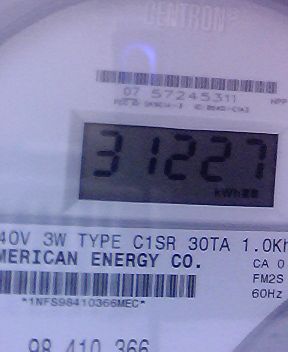 CENTRON®
07 57245311
31227
kWh
40V 3W TYPE C1SR 30TA 1.0Kh
MERICAN ENERGY CO.
CA 0
FM2S
60Hz
*1NFS98410366MEC*
98 410 366